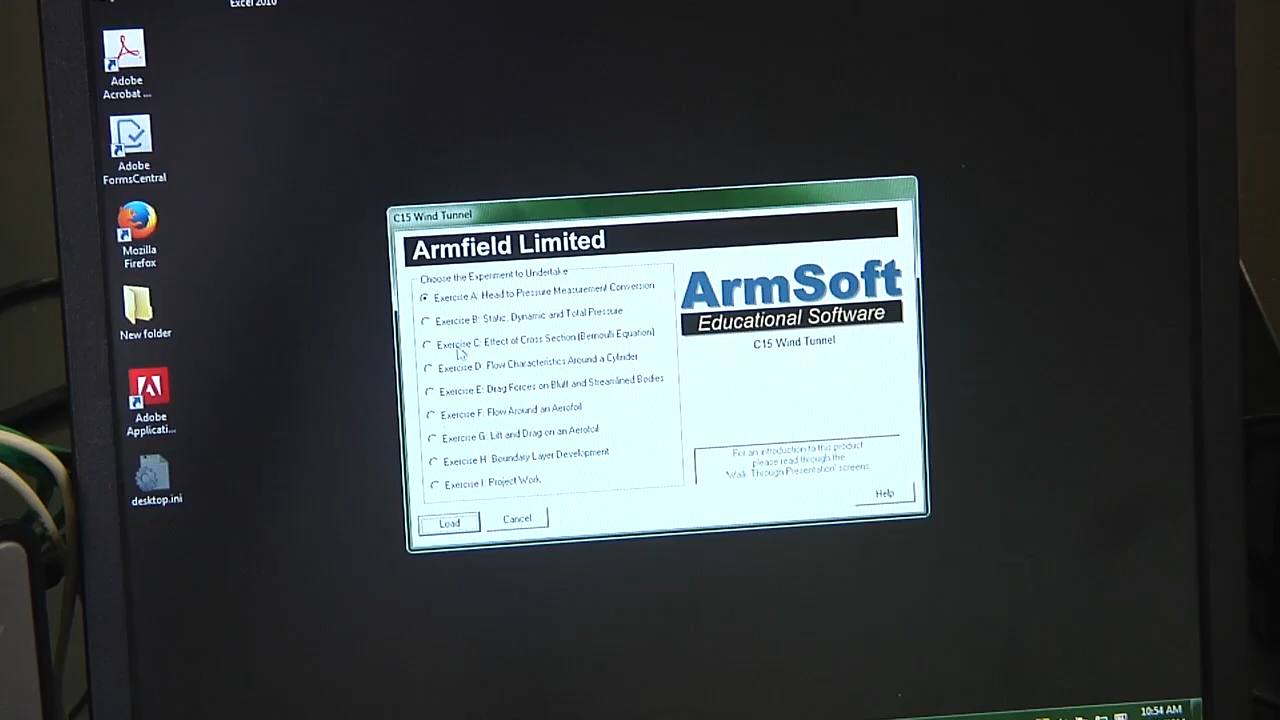 Excel 2010
Adobe
Acrobat ...
Adobe
FormsCentral
Mozilla
Firefox
New folder
Adobe
Applicati...
desktop.ini
C15 Wind Tunnel
Armfield Limited
Choose the Experiment to Undertake
Exercise A: Head to Pressure Measurement Conversion
Exercise B: Static, Dynamic and Total Pressure
Exercise C: Effect of Cross Section (Bernoulli Equation)
Exercise D: Flow Characteristics Around a Cylinder
Exercise E: Drag Forces on Bluff and Streamlined Bodies
Exercise F: Flow Around an Aerofoil
Exercise G: Lift and Drag on an Aerofoil
Exercise H: Boundary Layer Development
Exercise I: Project Work
ArmSoft
Educational Software
C15 Wind Tunnel
For an introduction to this product
please read through the
'Walk Through Presentation' screens.
Load
Cancel
Help
10:54 AM